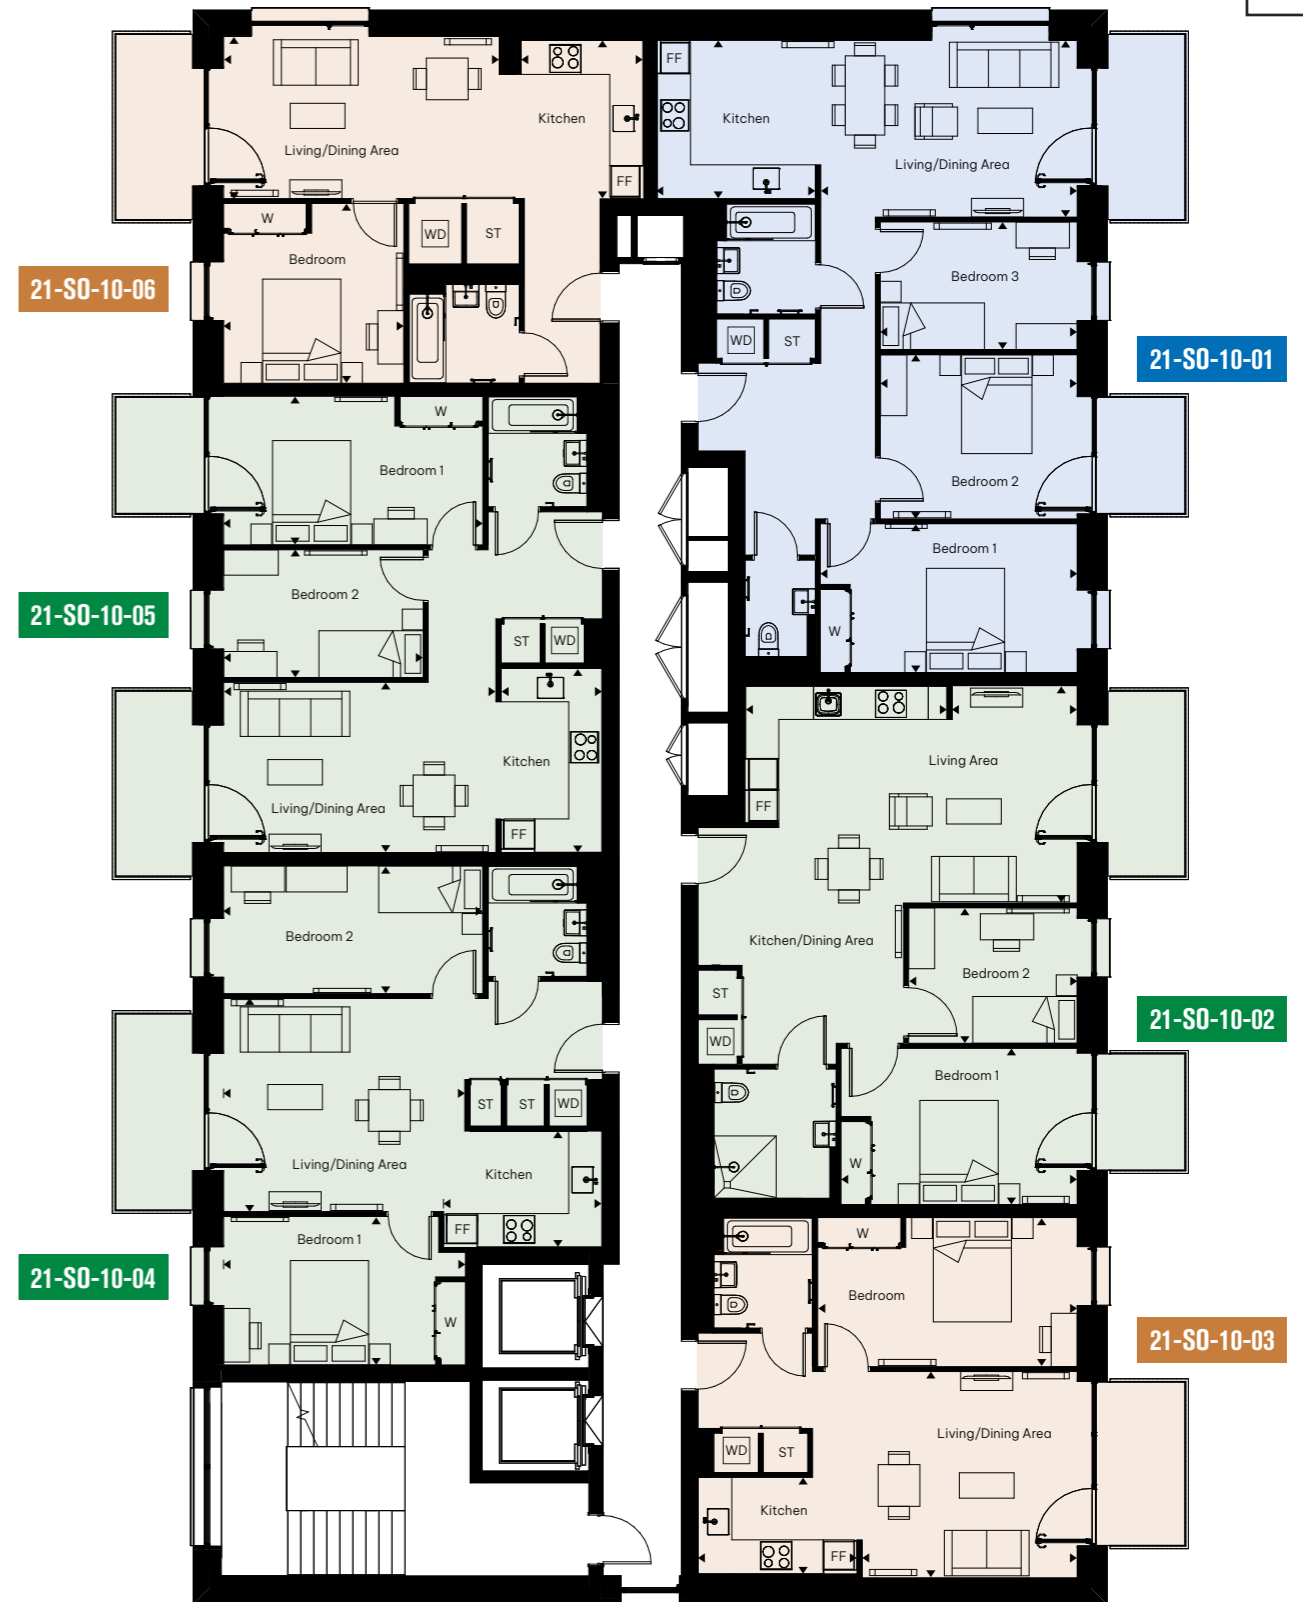 21-SO-10-06
Living/Dining Area
Kitchen
FF
W
WD
ST
Bedroom
21-SO-10-01
FF
Kitchen
Living/Dining Area
Bedroom 3
WD
ST
Bedroom 2
Bedroom 1
W
21-SO-10-05
W
Bedroom 1
Bedroom 2
ST
WD
Kitchen
Living/Dining Area
FF
21-SO-10-02
Living Area
FF
Kitchen/Dining Area
Bedroom 2
ST
WD
Bedroom 1
W
21-SO-10-04
Bedroom 2
ST
ST
WD
Living/Dining Area
Kitchen
FF
Bedroom 1
W
21-SO-10-03
W
Bedroom
Living/Dining Area
WD
ST
Kitchen
FF